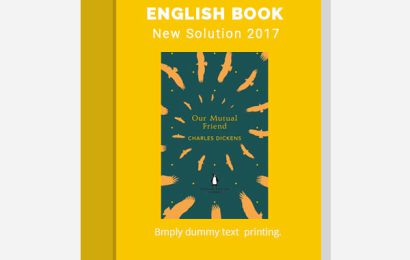 ENGLISH BOOK
New Solution 2017
Our Mutual
Friend
CHARLES DICKENS
Bmply dummy text printing.